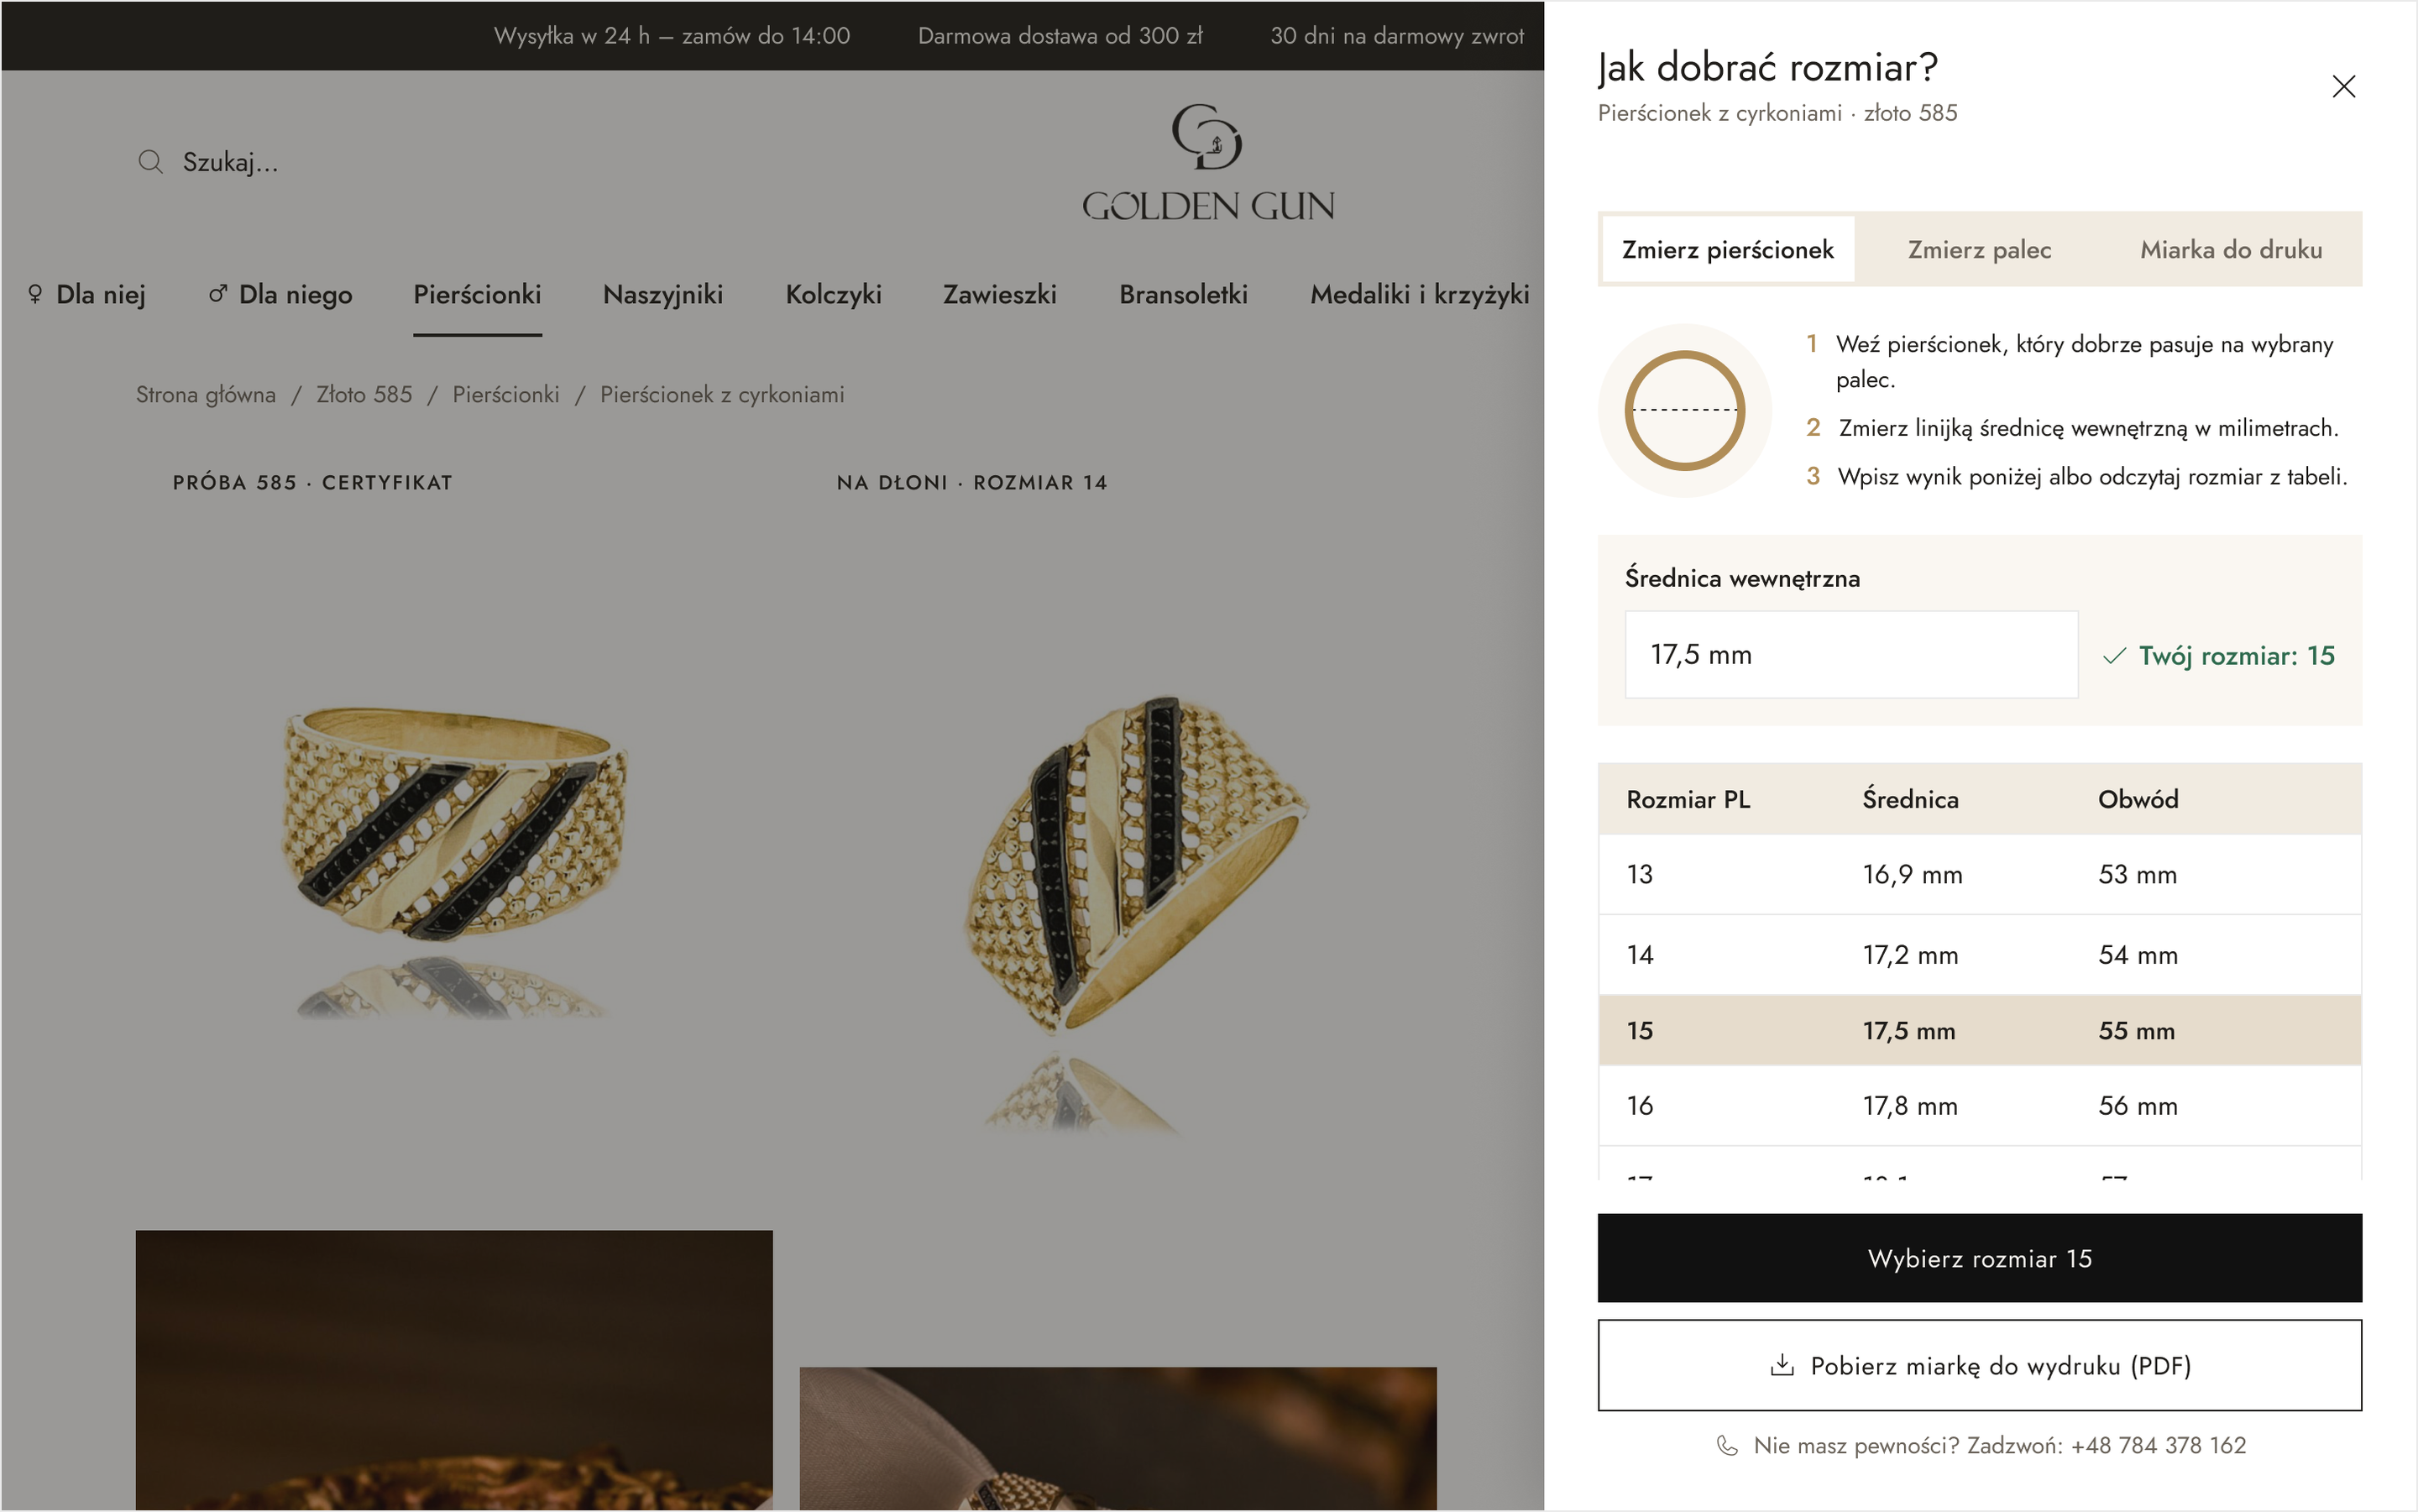 Wysyłka w 24 h – zamów do 14:00
Darmowa dostawa od 300 zł
30 dni na darmowy zwrot
Szukaj...
GOLDEN GUN
Dla niej
Dla niego
Pierścionki
Naszyjniki
Kolczyki
Zawieszki
Bransoletki
Medaliki i krzyżyki
Strona główna / Złoto 585 / Pierścionki / Pierścionek z cyrkoniami
PRÓBA 585 · CERTYFIKAT
NA DŁONI · ROZMIAR 14
Jak dobrać rozmiar?
Pierścionek z cyrkoniami · złoto 585
Zmierz pierścionek
Zmierz palec
Miarka do druku
1 Weź pierścionek, który dobrze pasuje na wybrany
palec.
2 Zmierz linijką średnicę wewnętrzną w milimetrach.
3 Wpisz wynik poniżej albo odczytaj rozmiar z tabeli.
Średnica wewnętrzna
17,5 mm
Twój rozmiar: 15
Rozmiar PL Średnica Obwód
13 16,9 mm 53 mm
14 17,2 mm 54 mm
15 17,5 mm 55 mm
16 17,8 mm 56 mm
Wybierz rozmiar 15
Pobierz miarkę do wydruku (PDF)
Nie masz pewności? Zadzwoń: +48 784 378 162